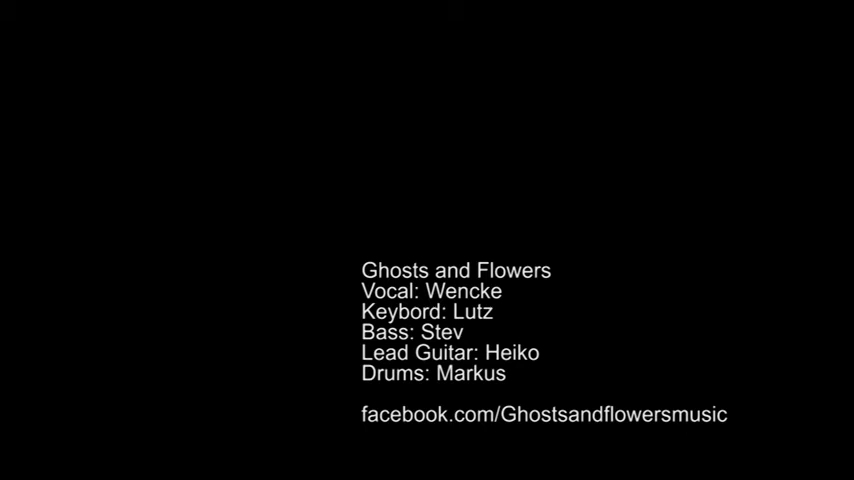 Ghosts and Flowers
Vocal: Wencke
Keybord: Lutz
Bass: Stev
Lead Guitar: Heiko
Drums: Markus
facebook.com/Ghostsandflowersmusic